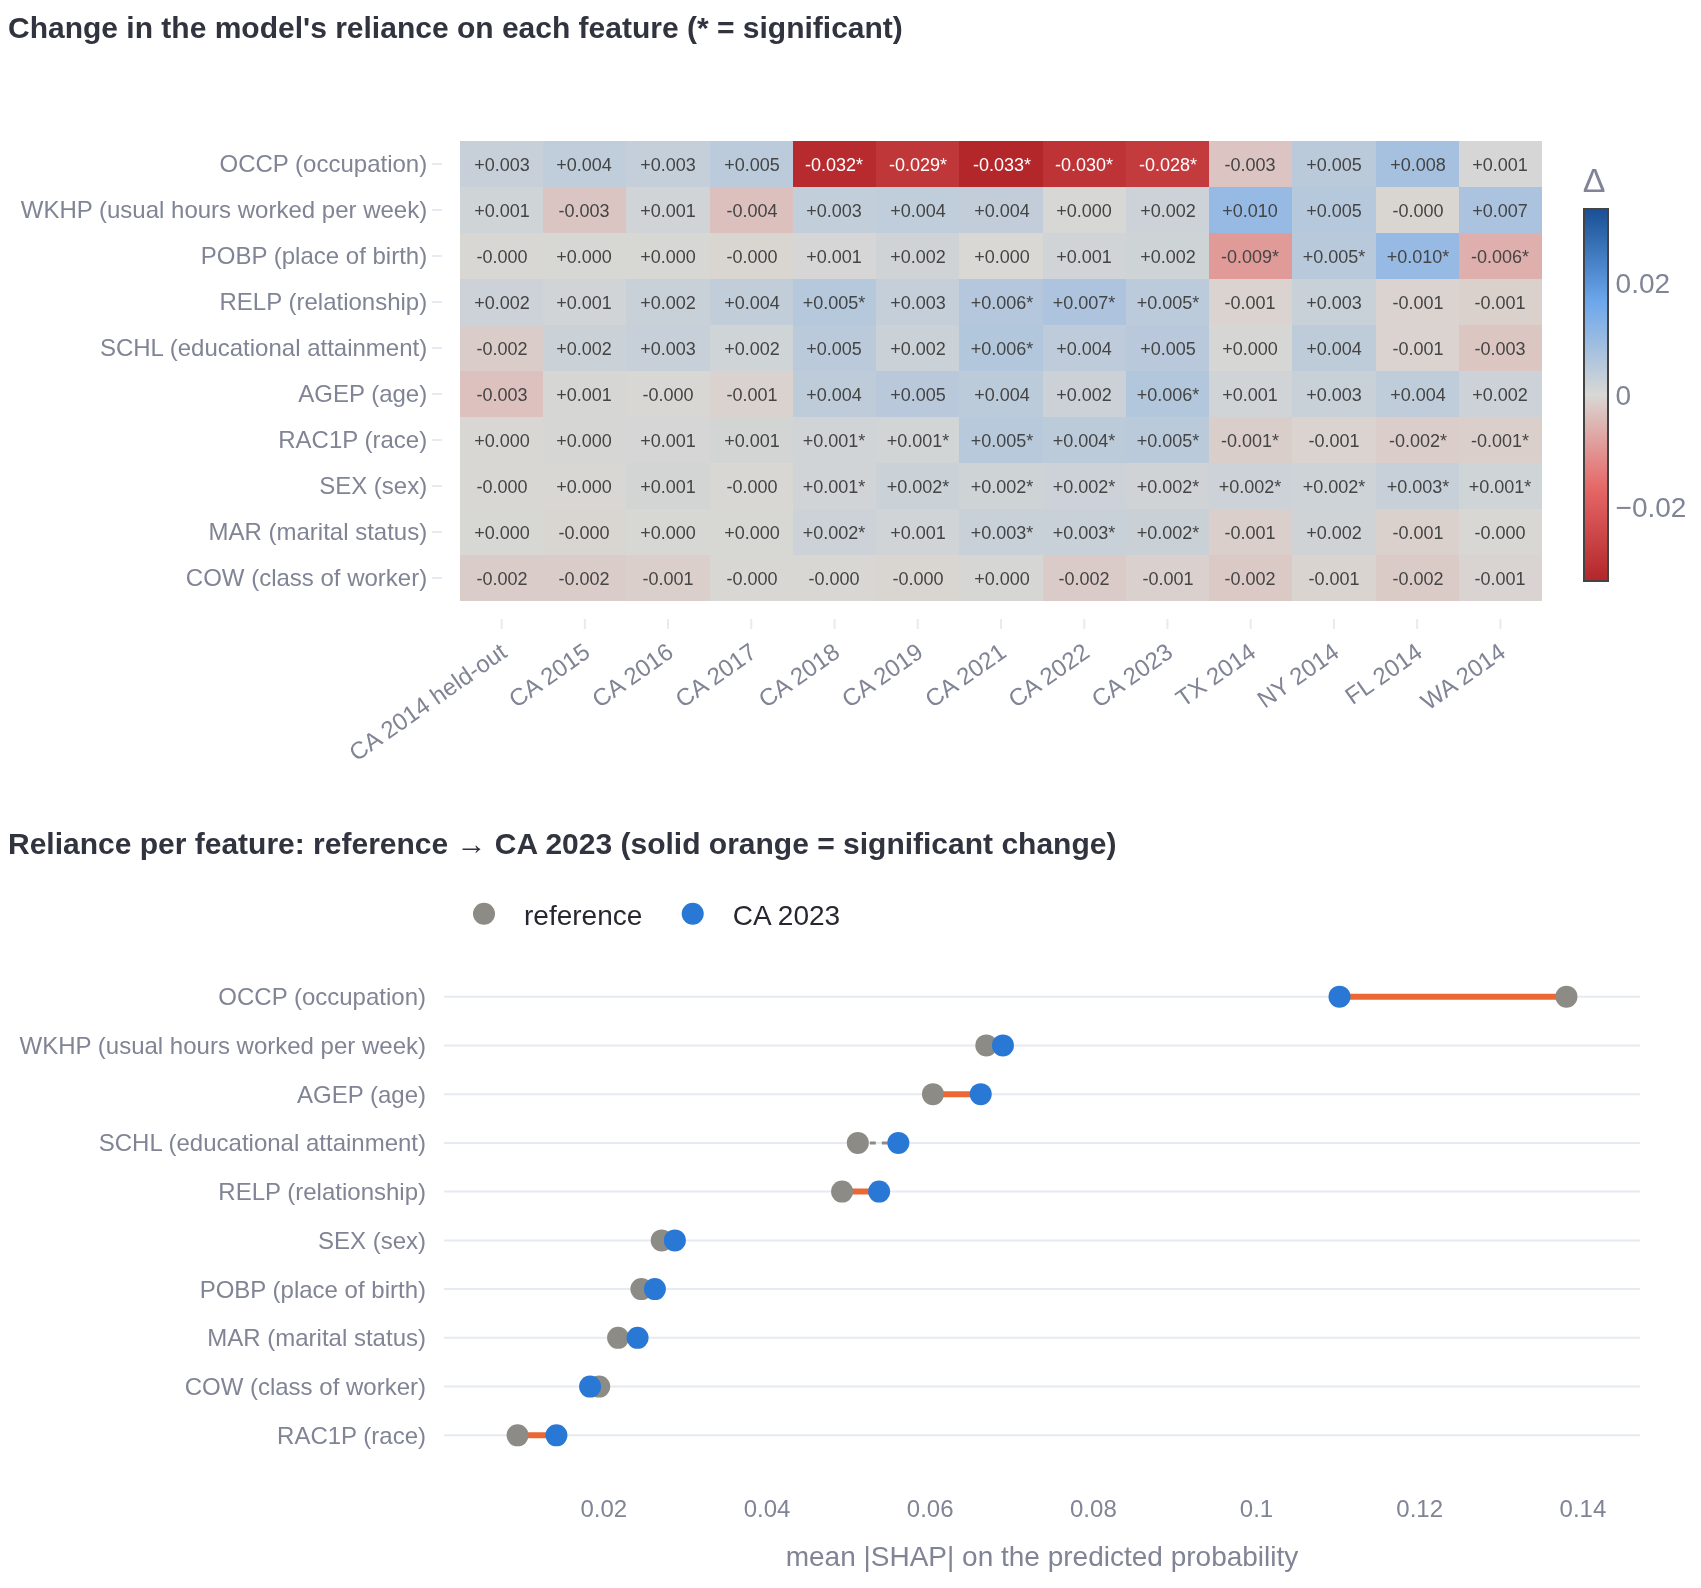 Change in the model's reliance on each feature (* = significant)
OCCP (occupation) +0.003 +0.004 +0.003 +0.005 -0.032* -0.029* -0.033* -0.030* -0.028* -0.003 +0.005 +0.008 +0.001
WKHP (usual hours worked per week) +0.001 -0.003 +0.001 -0.004 +0.003 +0.004 +0.004 +0.000 +0.002 +0.010 +0.005 -0.000 +0.007
POBP (place of birth) -0.000 +0.000 +0.000 -0.000 +0.001 +0.002 +0.000 +0.001 +0.002 -0.009* +0.005* +0.010* -0.006*
RELP (relationship) +0.002 +0.001 +0.002 +0.004 +0.005* +0.003 +0.006* +0.007* +0.005* -0.001 +0.003 -0.001 -0.001
SCHL (educational attainment) -0.002 +0.002 +0.003 +0.002 +0.005 +0.002 +0.006* +0.004 +0.005 +0.000 +0.004 -0.001 -0.003
AGEP (age) -0.003 +0.001 -0.000 -0.001 +0.004 +0.005 +0.004 +0.002 +0.006* +0.001 +0.003 +0.004 +0.002
RAC1P (race) +0.000 +0.000 +0.001 +0.001 +0.001* +0.001* +0.005* +0.004* +0.005* -0.001* -0.001 -0.002* -0.001*
SEX (sex) -0.000 +0.000 +0.001 -0.000 +0.001* +0.002* +0.002* +0.002* +0.002* +0.002* +0.002* +0.003* +0.001*
MAR (marital status) +0.000 -0.000 +0.000 +0.000 +0.002* +0.001 +0.003* +0.003* +0.002* -0.001 +0.002 -0.001 -0.000
COW (class of worker) -0.002 -0.002 -0.001 -0.000 -0.000 -0.000 +0.000 -0.002 -0.001 -0.002 -0.001 -0.002 -0.001
CA 2014 held-out CA 2015 CA 2016 CA 2017 CA 2018 CA 2019 CA 2021 CA 2022 CA 2023 TX 2014 NY 2014 FL 2014 WA 2014
Δ
0.02
0
−0.02
Reliance per feature: reference → CA 2023 (solid orange = significant change)
reference CA 2023
OCCP (occupation)
WKHP (usual hours worked per week)
AGEP (age)
SCHL (educational attainment)
RELP (relationship)
SEX (sex)
POBP (place of birth)
MAR (marital status)
COW (class of worker)
RAC1P (race)
0.02 0.04 0.06 0.08 0.1 0.12 0.14
mean |SHAP| on the predicted probability